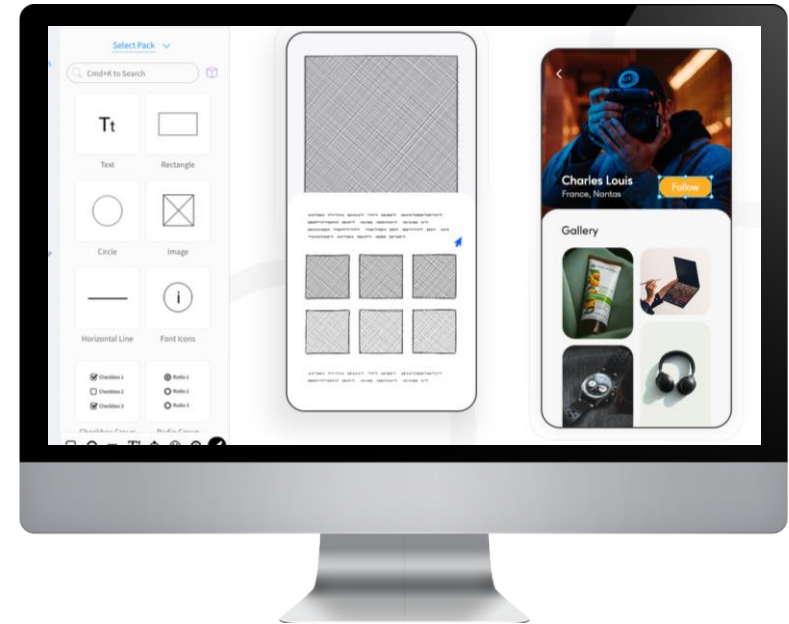 Select Pack
Cmd+K to Search
Tt
Text
Rectangle
Circle
Image
i
Horizontal Line
Font Icons
Checkbox 1
Checkbox 2
Checkbox 3
Radio 1
Radio 2
Radio 3
Charles Louis
France, Nantas
Follow
Gallery